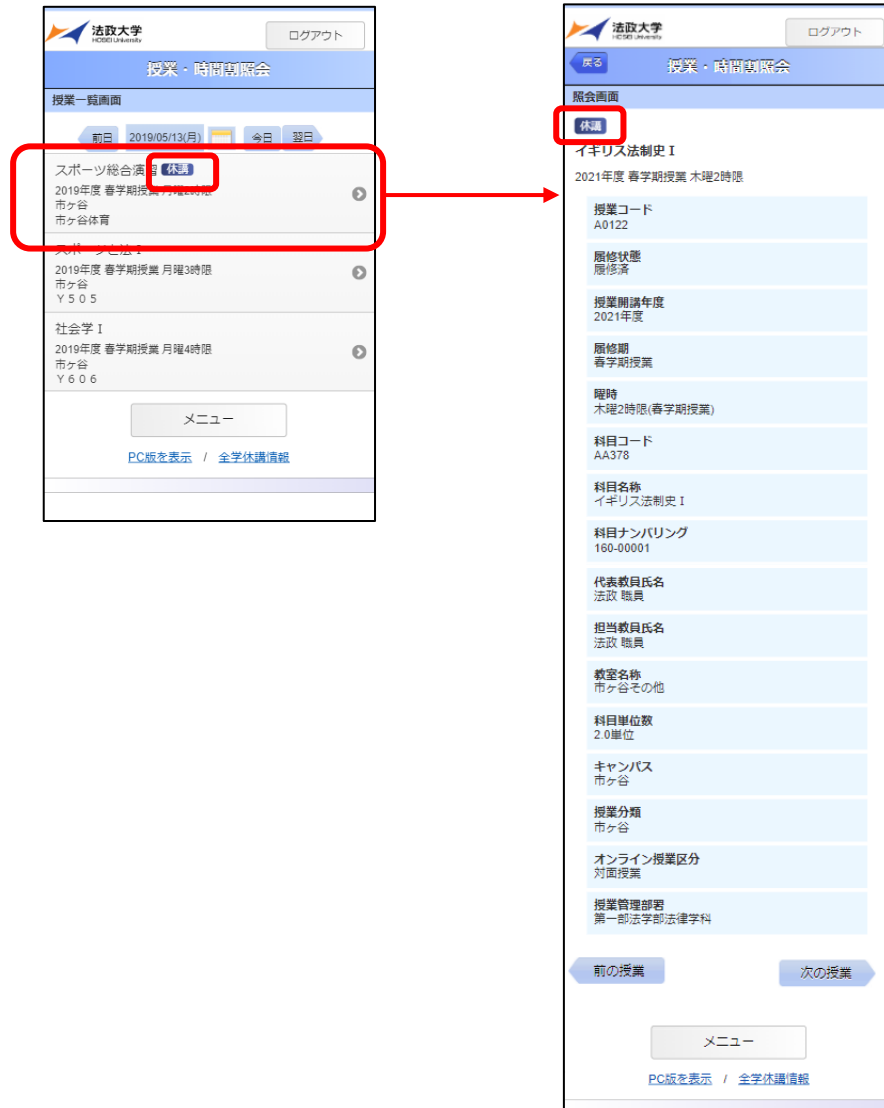 法政大学
HOSEI University
ログアウト
授業・時間割照会
授業一覧画面
前日 2019/05/13(月) 今日 翌日
スポーツ総合演習 休講
2019年度 春学期授業 月曜2時限
市ケ谷
市ケ谷体育
スポーツと法 I
2019年度 春学期授業 月曜3時限
市ケ谷
Ｙ５０５
社会学 I
2019年度 春学期授業 月曜4時限
市ケ谷
Ｙ６０６
メニュー
PC版を表示 / 全学休講情報
法政大学
HOSEI University
ログアウト
戻る 授業・時間割照会
照会画面
休講
イギリス法制史 I
2021年度 春学期授業 木曜2時限
授業コード
A0122
履修状態
履修済
授業開講年度
2021年度
履修期
春学期授業
曜時
木曜2時限(春学期授業)
科目コード
AA378
科目名称
イギリス法制史 I
科目ナンバリング
160-00001
代表教員氏名
法政 職員
担当教員氏名
法政 職員
教室名称
市ケ谷その他
科目単位数
2.0単位
キャンパス
市ケ谷
授業分類
市ケ谷
オンライン授業区分
対面授業
授業管理部署
第一部法学部法律学科
前の授業 次の授業
メニュー
PC版を表示 / 全学休講情報